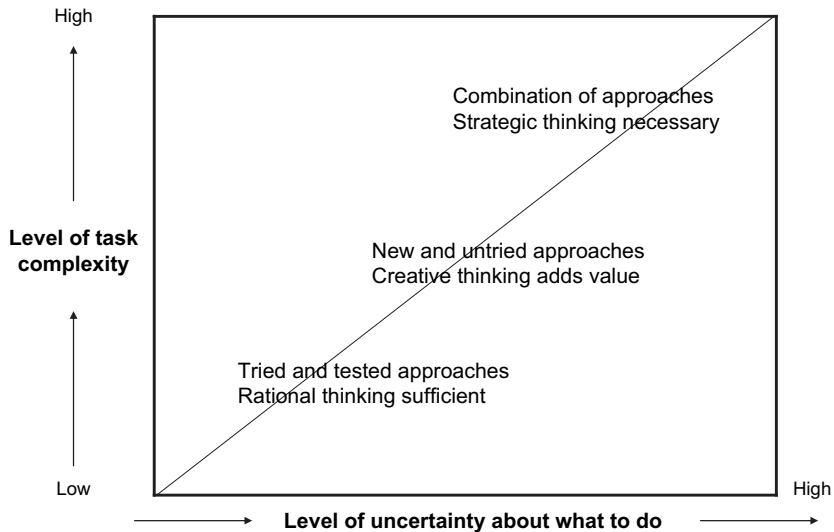 High
Combination of approaches
Strategic thinking necessary
Level of task
complexity
New and untried approaches
Creative thinking adds value
Tried and tested approaches
Rational thinking sufficient
Low
High
Level of uncertainty about what to do